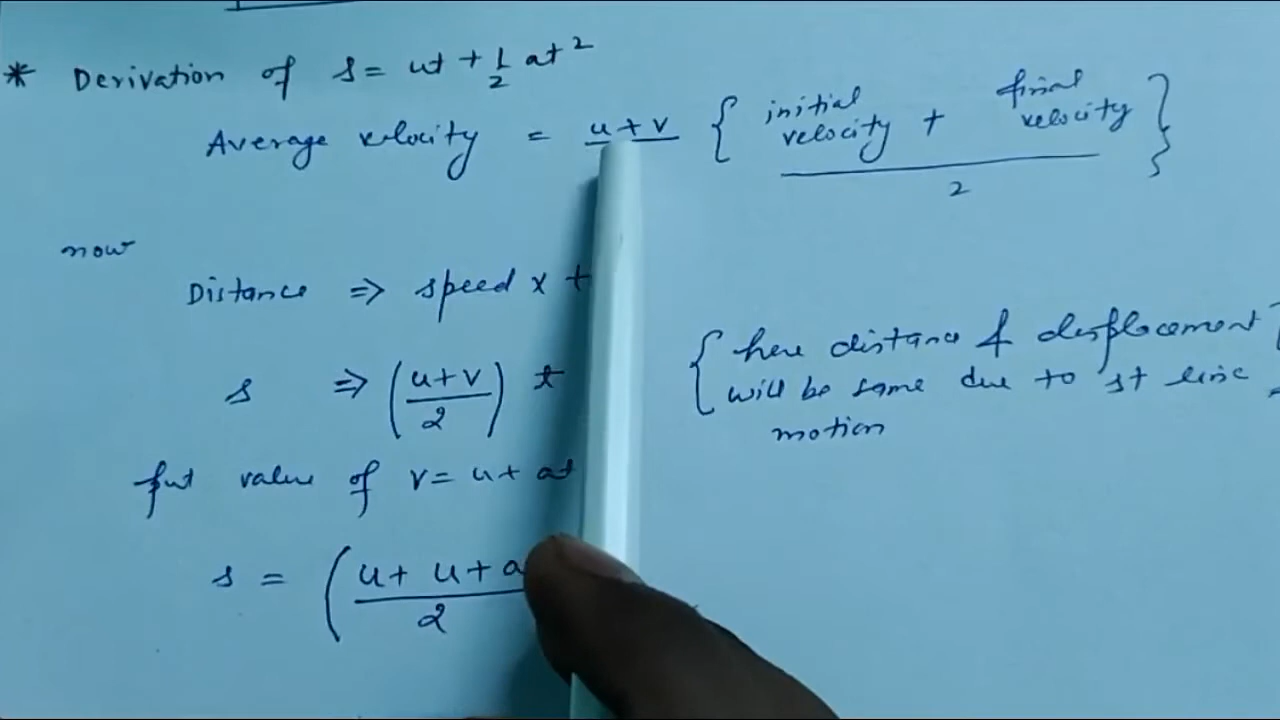 * Derivation of s = ut + 1/2 at²
Average velocity = u+v { initial velocity + final velocity / 2 }
now
Distance ⇒ speed x t
s ⇒ (u+v/2) t
{ here distance & displacement
will be same due to st line
motion
put value of v = u + at
s = (u + u + a / 2